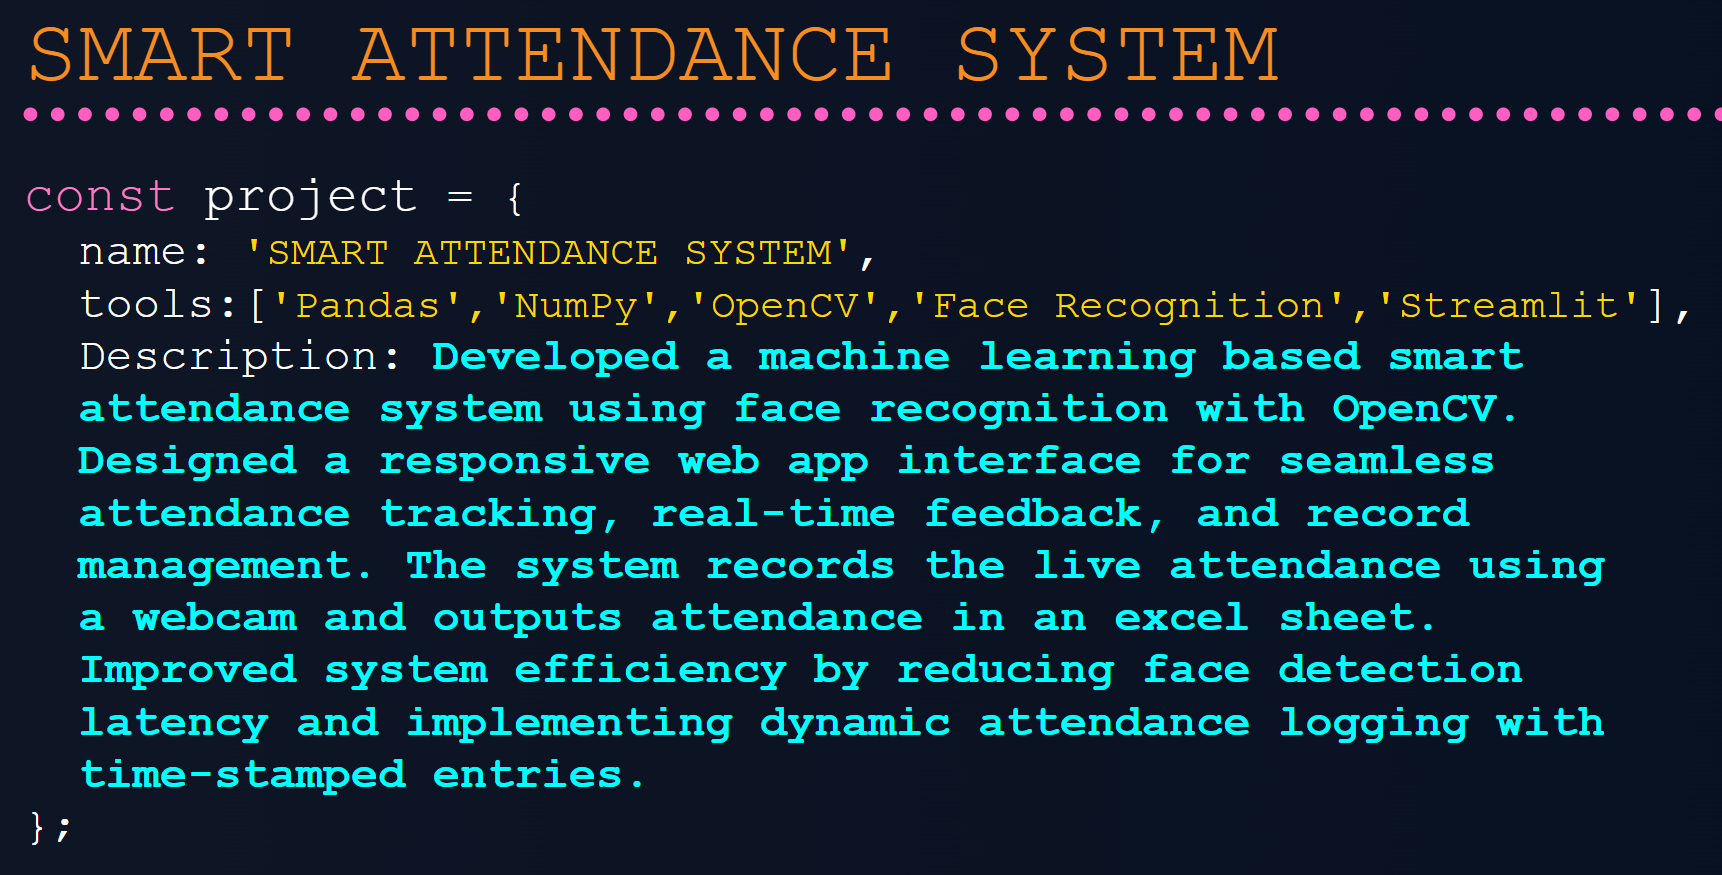 SMART ATTENDANCE SYSTEM
const project = {
name: 'SMART ATTENDANCE SYSTEM',
tools:['Pandas','NumPy','OpenCV','Face Recognition','Streamlit'],
Description: Developed a machine learning based smart
attendance system using face recognition with OpenCV.
Designed a responsive web app interface for seamless
attendance tracking, real-time feedback, and record
management. The system records the live attendance using
a webcam and outputs attendance in an excel sheet.
Improved system efficiency by reducing face detection
latency and implementing dynamic attendance logging with
time-stamped entries.
};